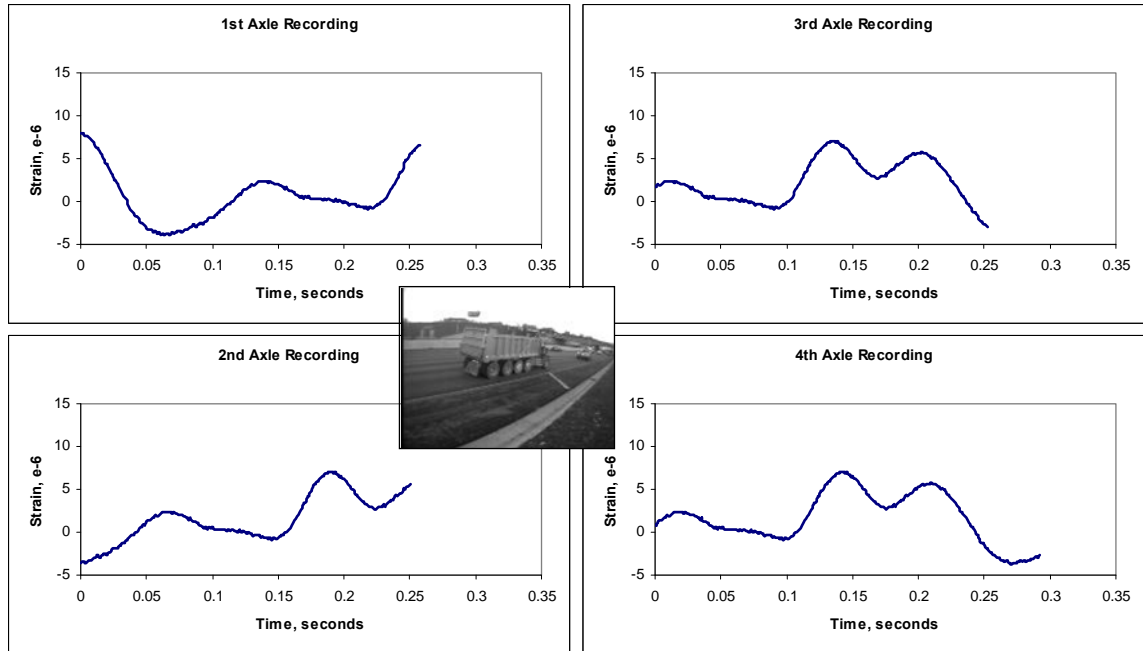 1st Axle Recording
15
10
5
0
-5
0 0.05 0.1 0.15 0.2 0.25 0.3 0.35
Strain, e-6
Time, seconds
3rd Axle Recording
15
10
5
0
-5
0 0.05 0.1 0.15 0.2 0.25 0.3 0.35
Strain, e-6
Time, seconds
2nd Axle Recording
15
10
5
0
-5
0 0.05 0.1 0.15 0.2 0.25 0.3 0.35
Strain, e-6
Time, seconds
4th Axle Recording
15
10
5
0
-5
0 0.05 0.1 0.15 0.2 0.25 0.3 0.35
Strain, e-6
Time, seconds